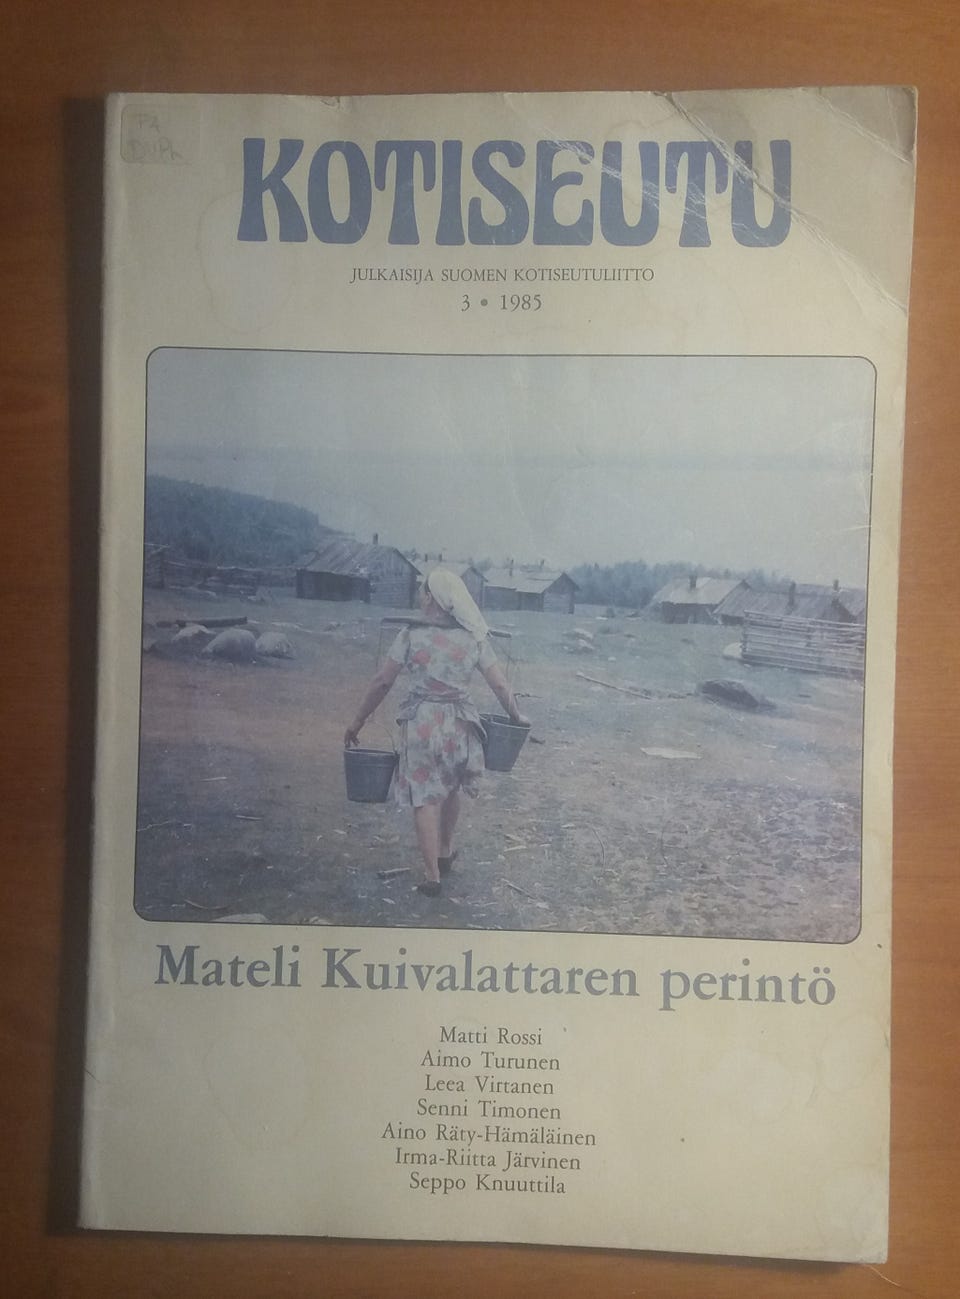 KOTISEUTU
JULKAISIJA SUOMEN KOTISEUTULIITTO
3 • 1985
Mateli Kuivalattaren perintö
Matti Rossi
Aimo Turunen
Leea Virtanen
Senni Timonen
Aino Räty-Hämäläinen
Irma-Riitta Järvinen
Seppo Knuuttila